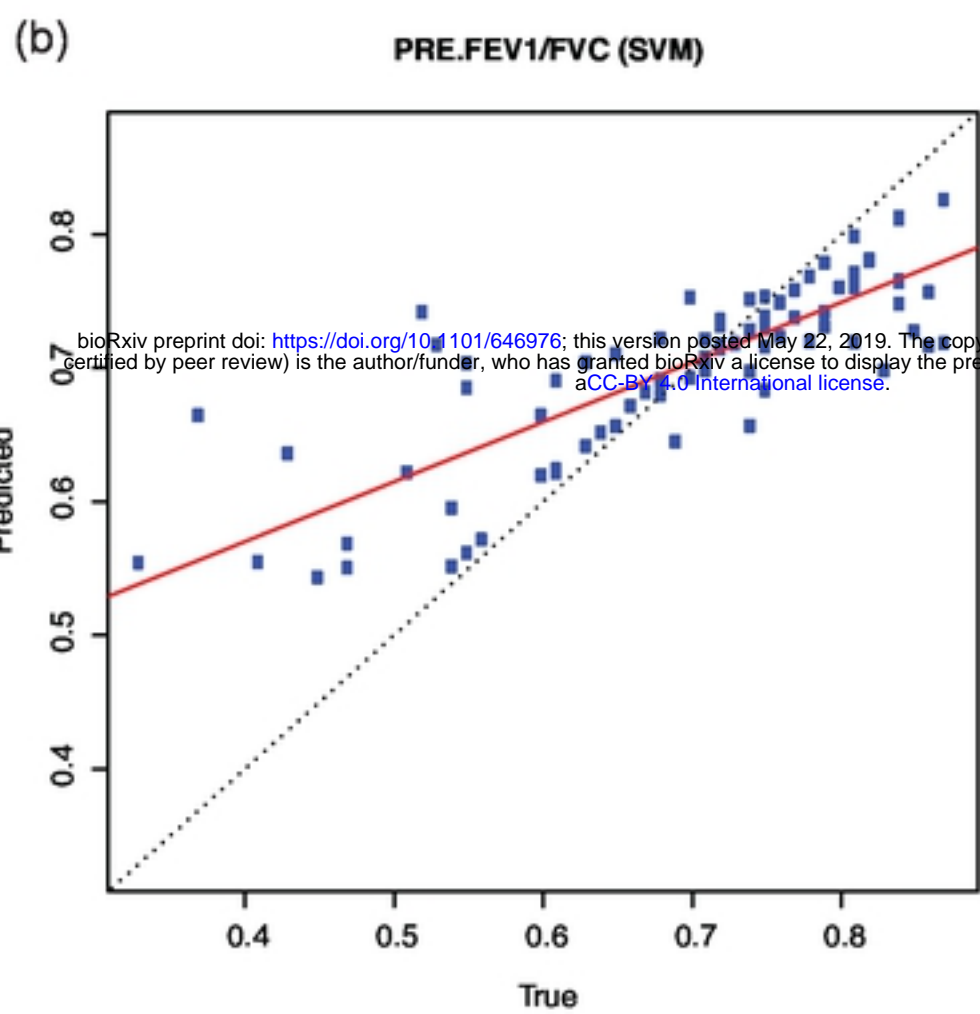 (b)
PRE.FEV1/FVC (SVM)
0.8
bioRxiv preprint doi: https://doi.org/10.1101/646976; this version posted May 22, 2019. The copy
certified by peer review) is the author/funder, who has granted bioRxiv a license to display the pre
0.7
aCC-BY 4.0 International license.
0.6
Predicted
0.5
0.4
0.4 0.5 0.6 0.7 0.8
True